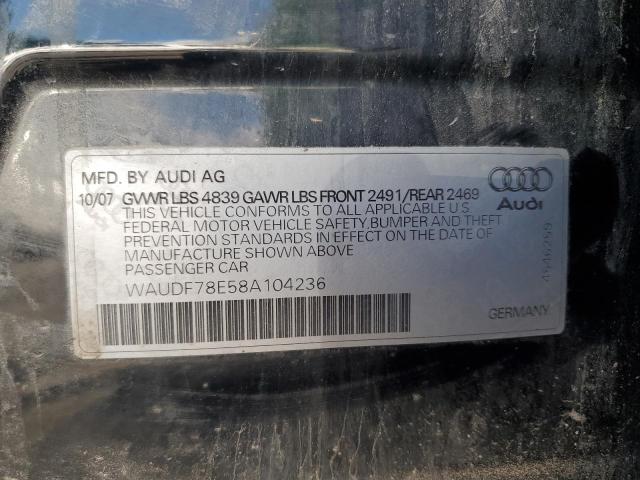 MFD. BY AUDI AG
10/07 GVWR LBS 4839 GAWR LBS FRONT 2491/REAR 2469
THIS VEHICLE CONFORMS TO ALL APPLICABLE U S
FEDERAL MOTOR VEHICLE SAFETY, BUMPER AND THEFT
PREVENTION STANDARDS IN EFFECT ON THE DATE OF
MANUFACTURE SHOWN ABOVE
PASSENGER CAR
WAUDF78E58A104236
Audi
4546259
GERMANY